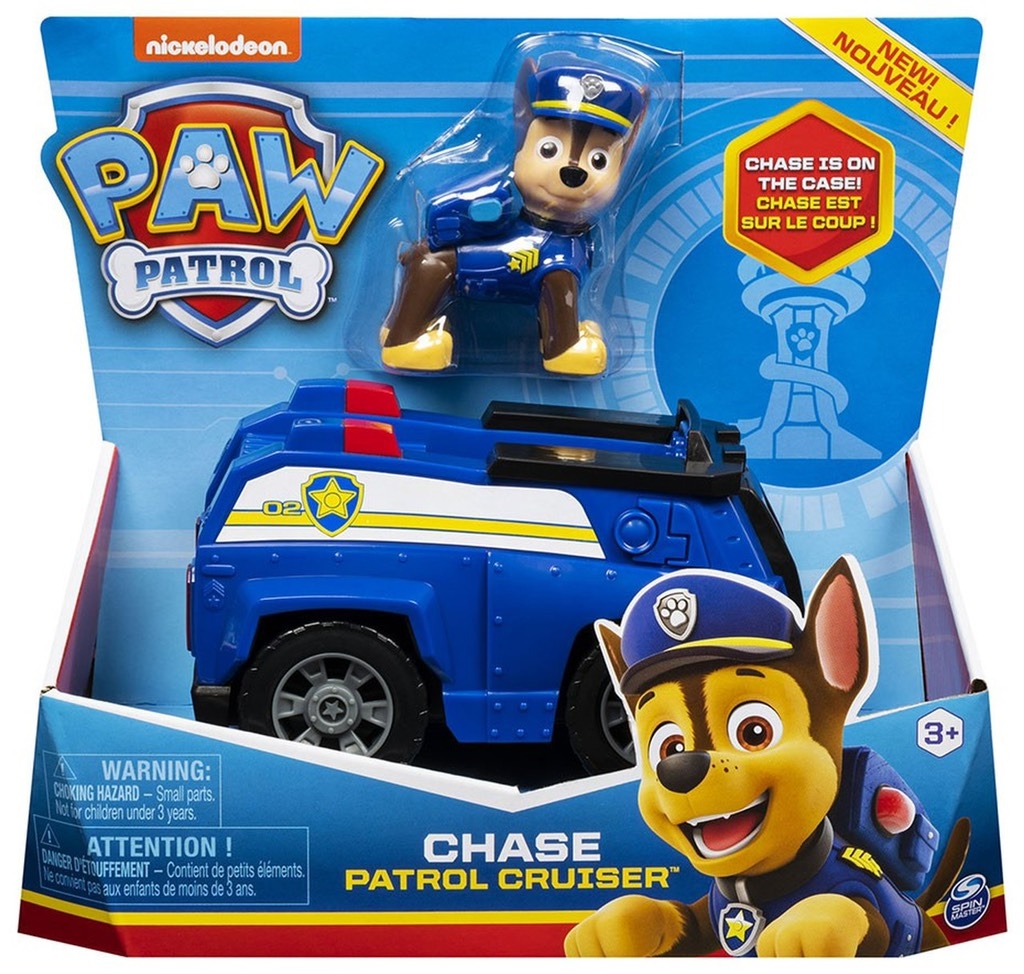 nickelodeon
PAW
PATROL™
NEW!
NOUVEAU !
CHASE IS ON
THE CASE!
CHASE EST
SUR LE COUP !
02
WARNING:
CHOKING HAZARD – Small parts.
Not for children under 3 years.
ATTENTION !
DANGER D'ÉTOUFFEMENT – Contient de petits éléments.
Ne convient pas aux enfants de moins de 3 ans.
CHASE
PATROL CRUISER™
3+
SPIN
MASTER™